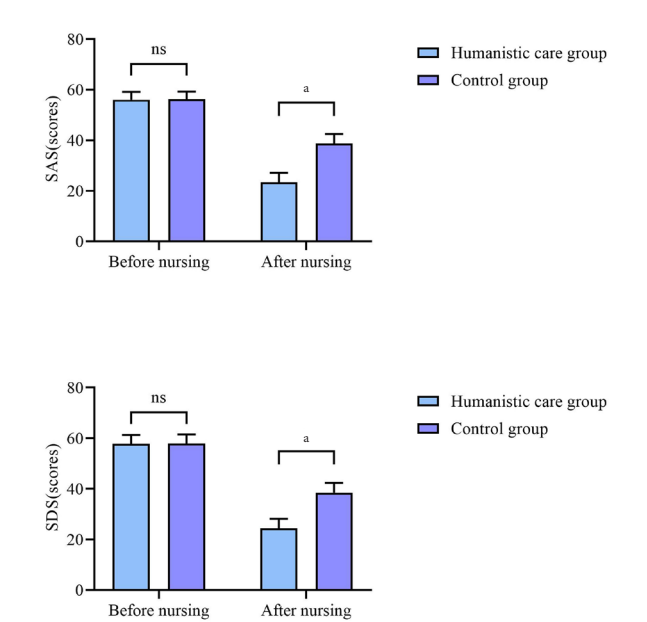 80
60
40
20
0
SAS(scores)
ns
a
Before nursing
After nursing
Humanistic care group
Control group
80
60
40
20
0
SDS(scores)
ns
a
Before nursing
After nursing
Humanistic care group
Control group